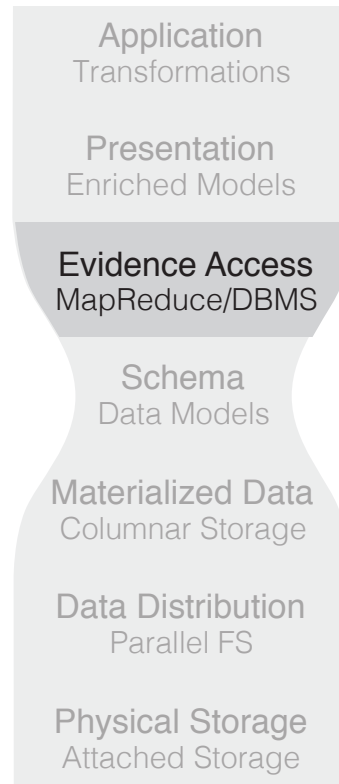 Application
Transformations
Presentation
Enriched Models
Evidence Access
MapReduce/DBMS
Schema
Data Models
Materialized Data
Columnar Storage
Data Distribution
Parallel FS
Physical Storage
Attached Storage